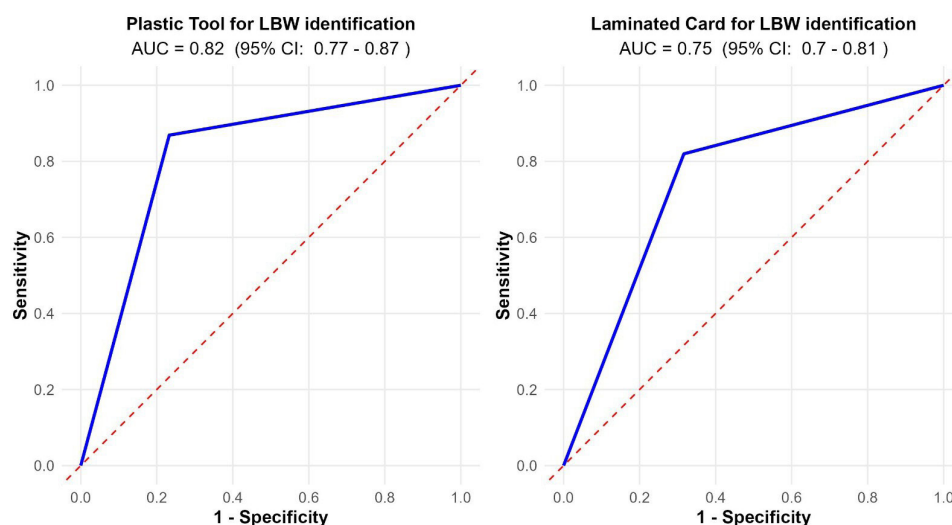 Plastic Tool for LBW identification
AUC = 0.82 (95% CI: 0.77 - 0.87 )
1.0
0.8
0.6
0.4
0.2
0.0
Sensitivity
0.0 0.2 0.4 0.6 0.8 1.0
1 - Specificity
Laminated Card for LBW identification
AUC = 0.75 (95% CI: 0.7 - 0.81 )
1.0
0.8
0.6
0.4
0.2
0.0
Sensitivity
0.0 0.2 0.4 0.6 0.8 1.0
1 - Specificity